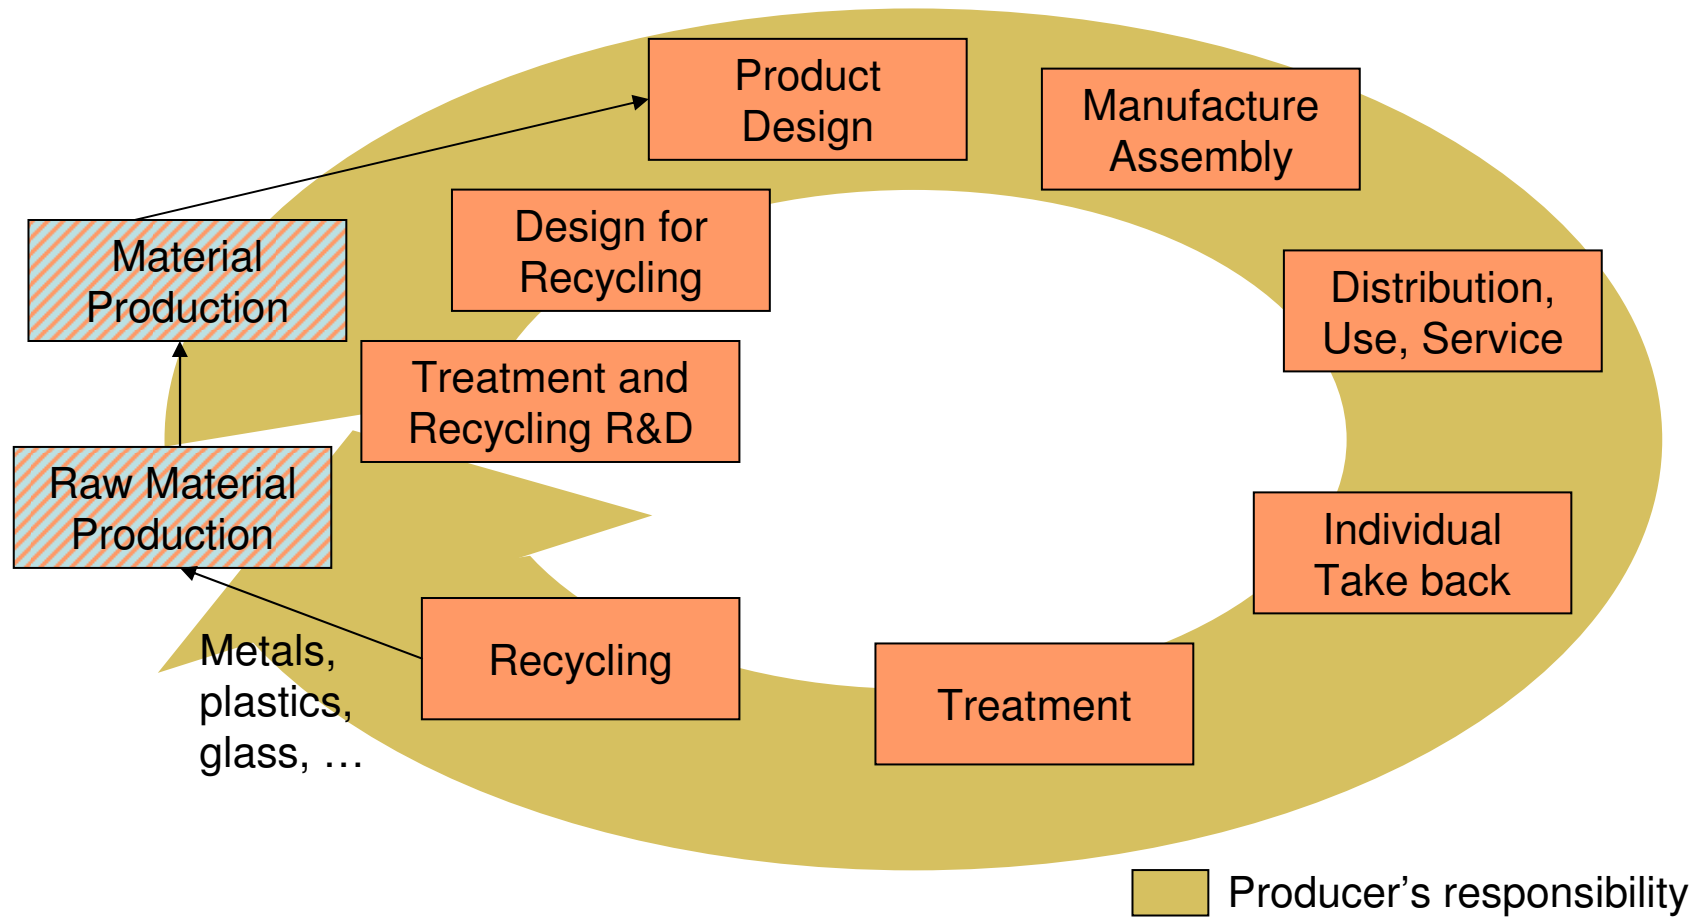 Product
Design
Manufacture
Assembly
Material
Production
Design for
Recycling
Distribution,
Use, Service
Treatment and
Recycling R&D
Raw Material
Production
Individual
Take back
Recycling
Treatment
Metals,
plastics,
glass, …
Producer’s responsibility